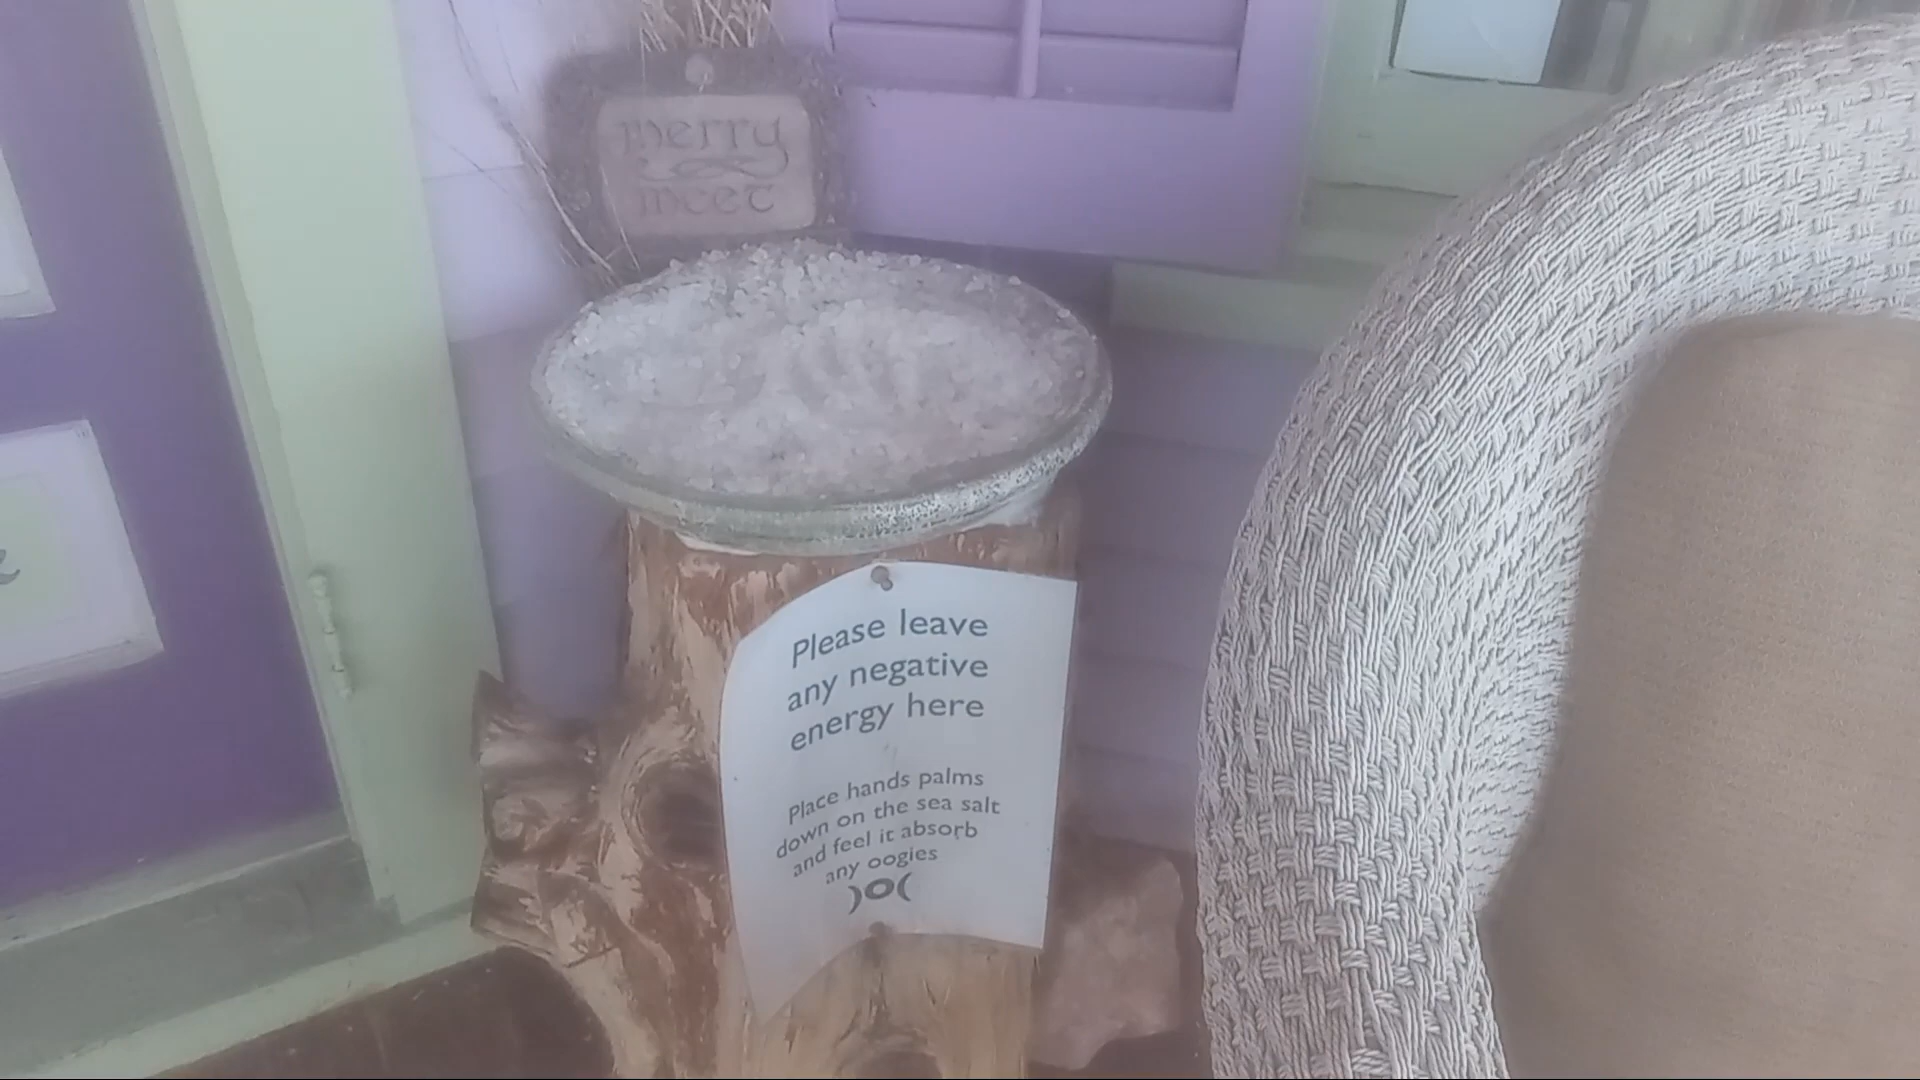 merry
meet
Please leave
any negative
energy here
Place hands palms
down on the sea salt
and feel it absorb
any oogies